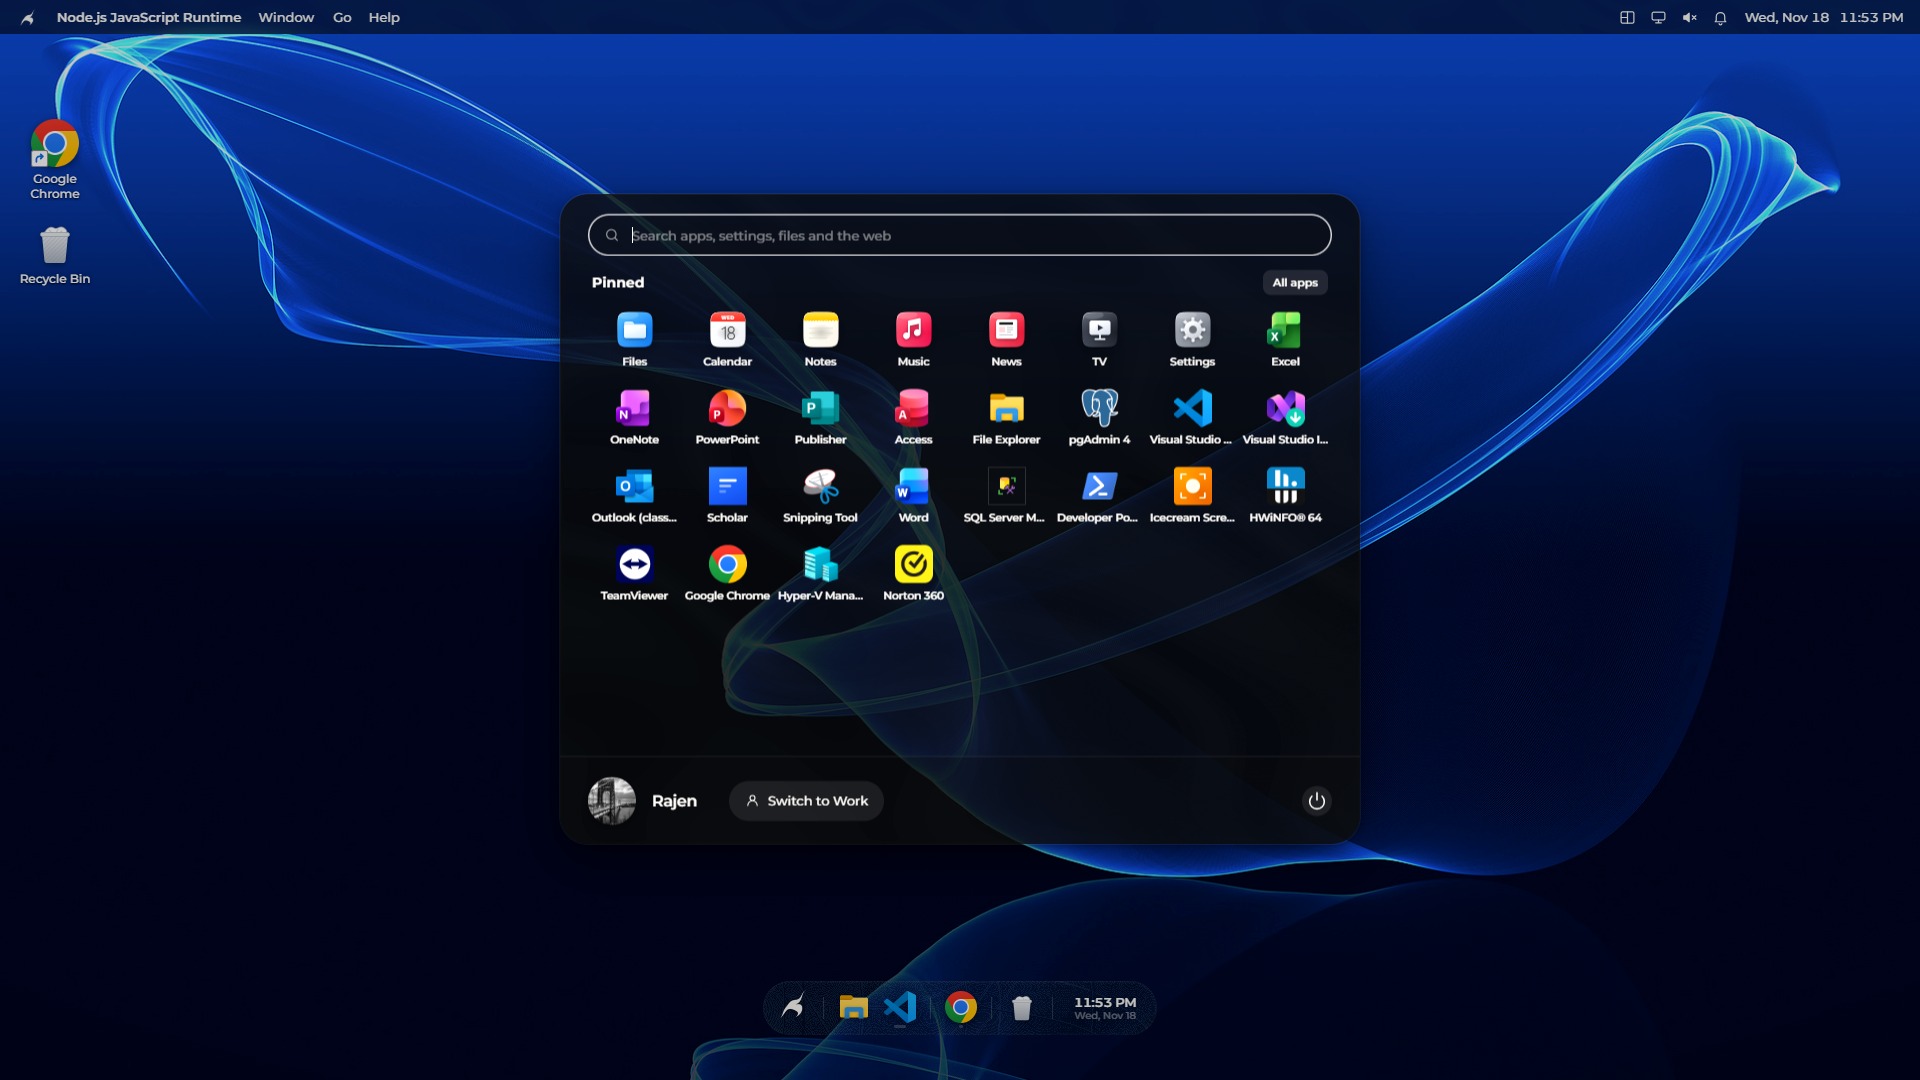 Node.js JavaScript Runtime Window Go Help
Wed, Nov 18 11:53 PM
Google
Chrome
Recycle Bin
Search apps, settings, files and the web
Pinned
All apps
WED
18
Files Calendar Notes Music News TV Settings Excel
OneNote PowerPoint Publisher Access File Explorer pgAdmin 4 Visual Studio ... Visual Studio I...
Outlook (class... Scholar Snipping Tool Word SQL Server M... Developer Po... Icecream Scre... HWiNFO® 64
TeamViewer Google Chrome Hyper-V Mana... Norton 360
Rajen
Switch to Work
11:53 PM
Wed, Nov 18